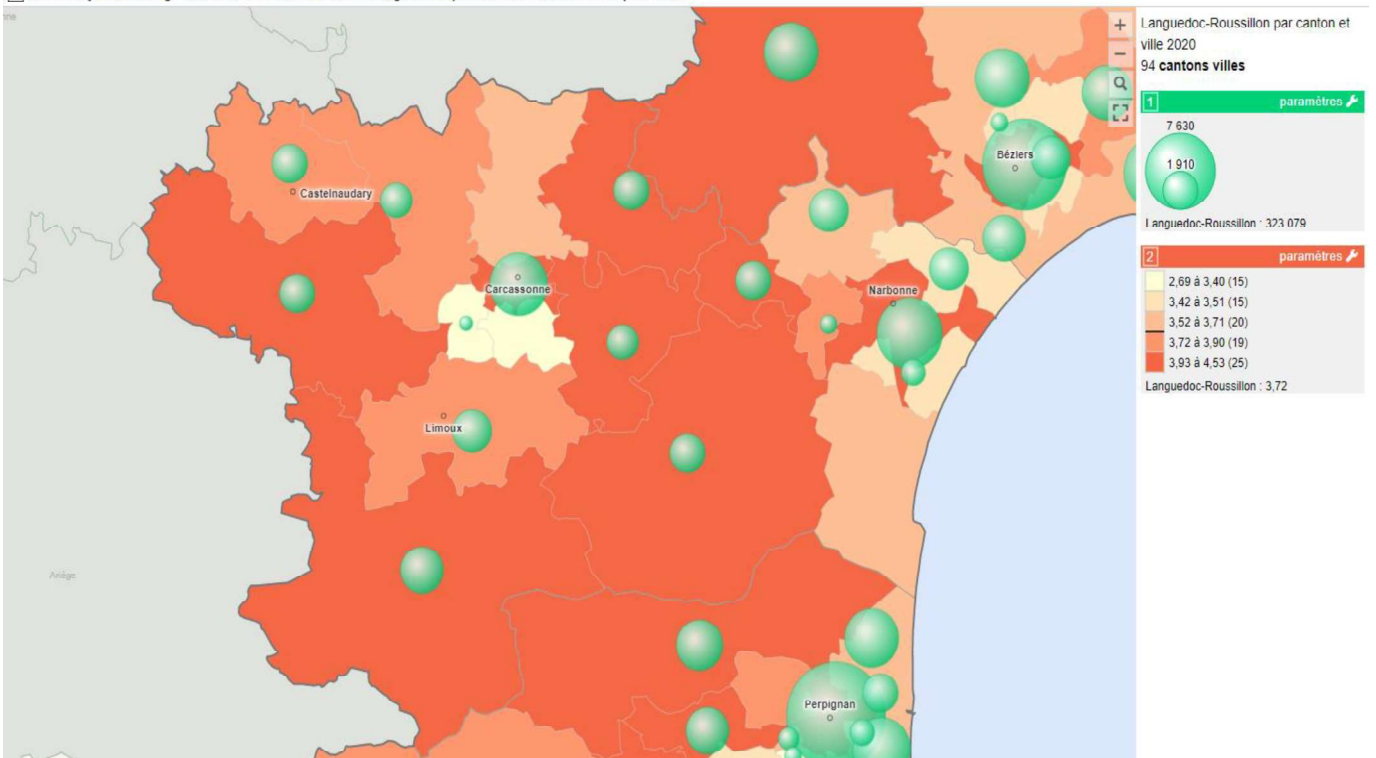 Languedoc-Roussillon par canton et
ville 2020
94 cantons villes
1 paramètres
7 630
1 910
Languedoc-Roussillon : 323 079
2 paramètres
2,69 à 3,40 (15)
3,42 à 3,51 (15)
3,52 à 3,71 (20)
3,72 à 3,90 (19)
3,93 à 4,53 (25)
Languedoc-Roussillon : 3,72
+
−
Béziers
Castelnaudary
Carcassonne
Narbonne
Limoux
Ariège
Perpignan